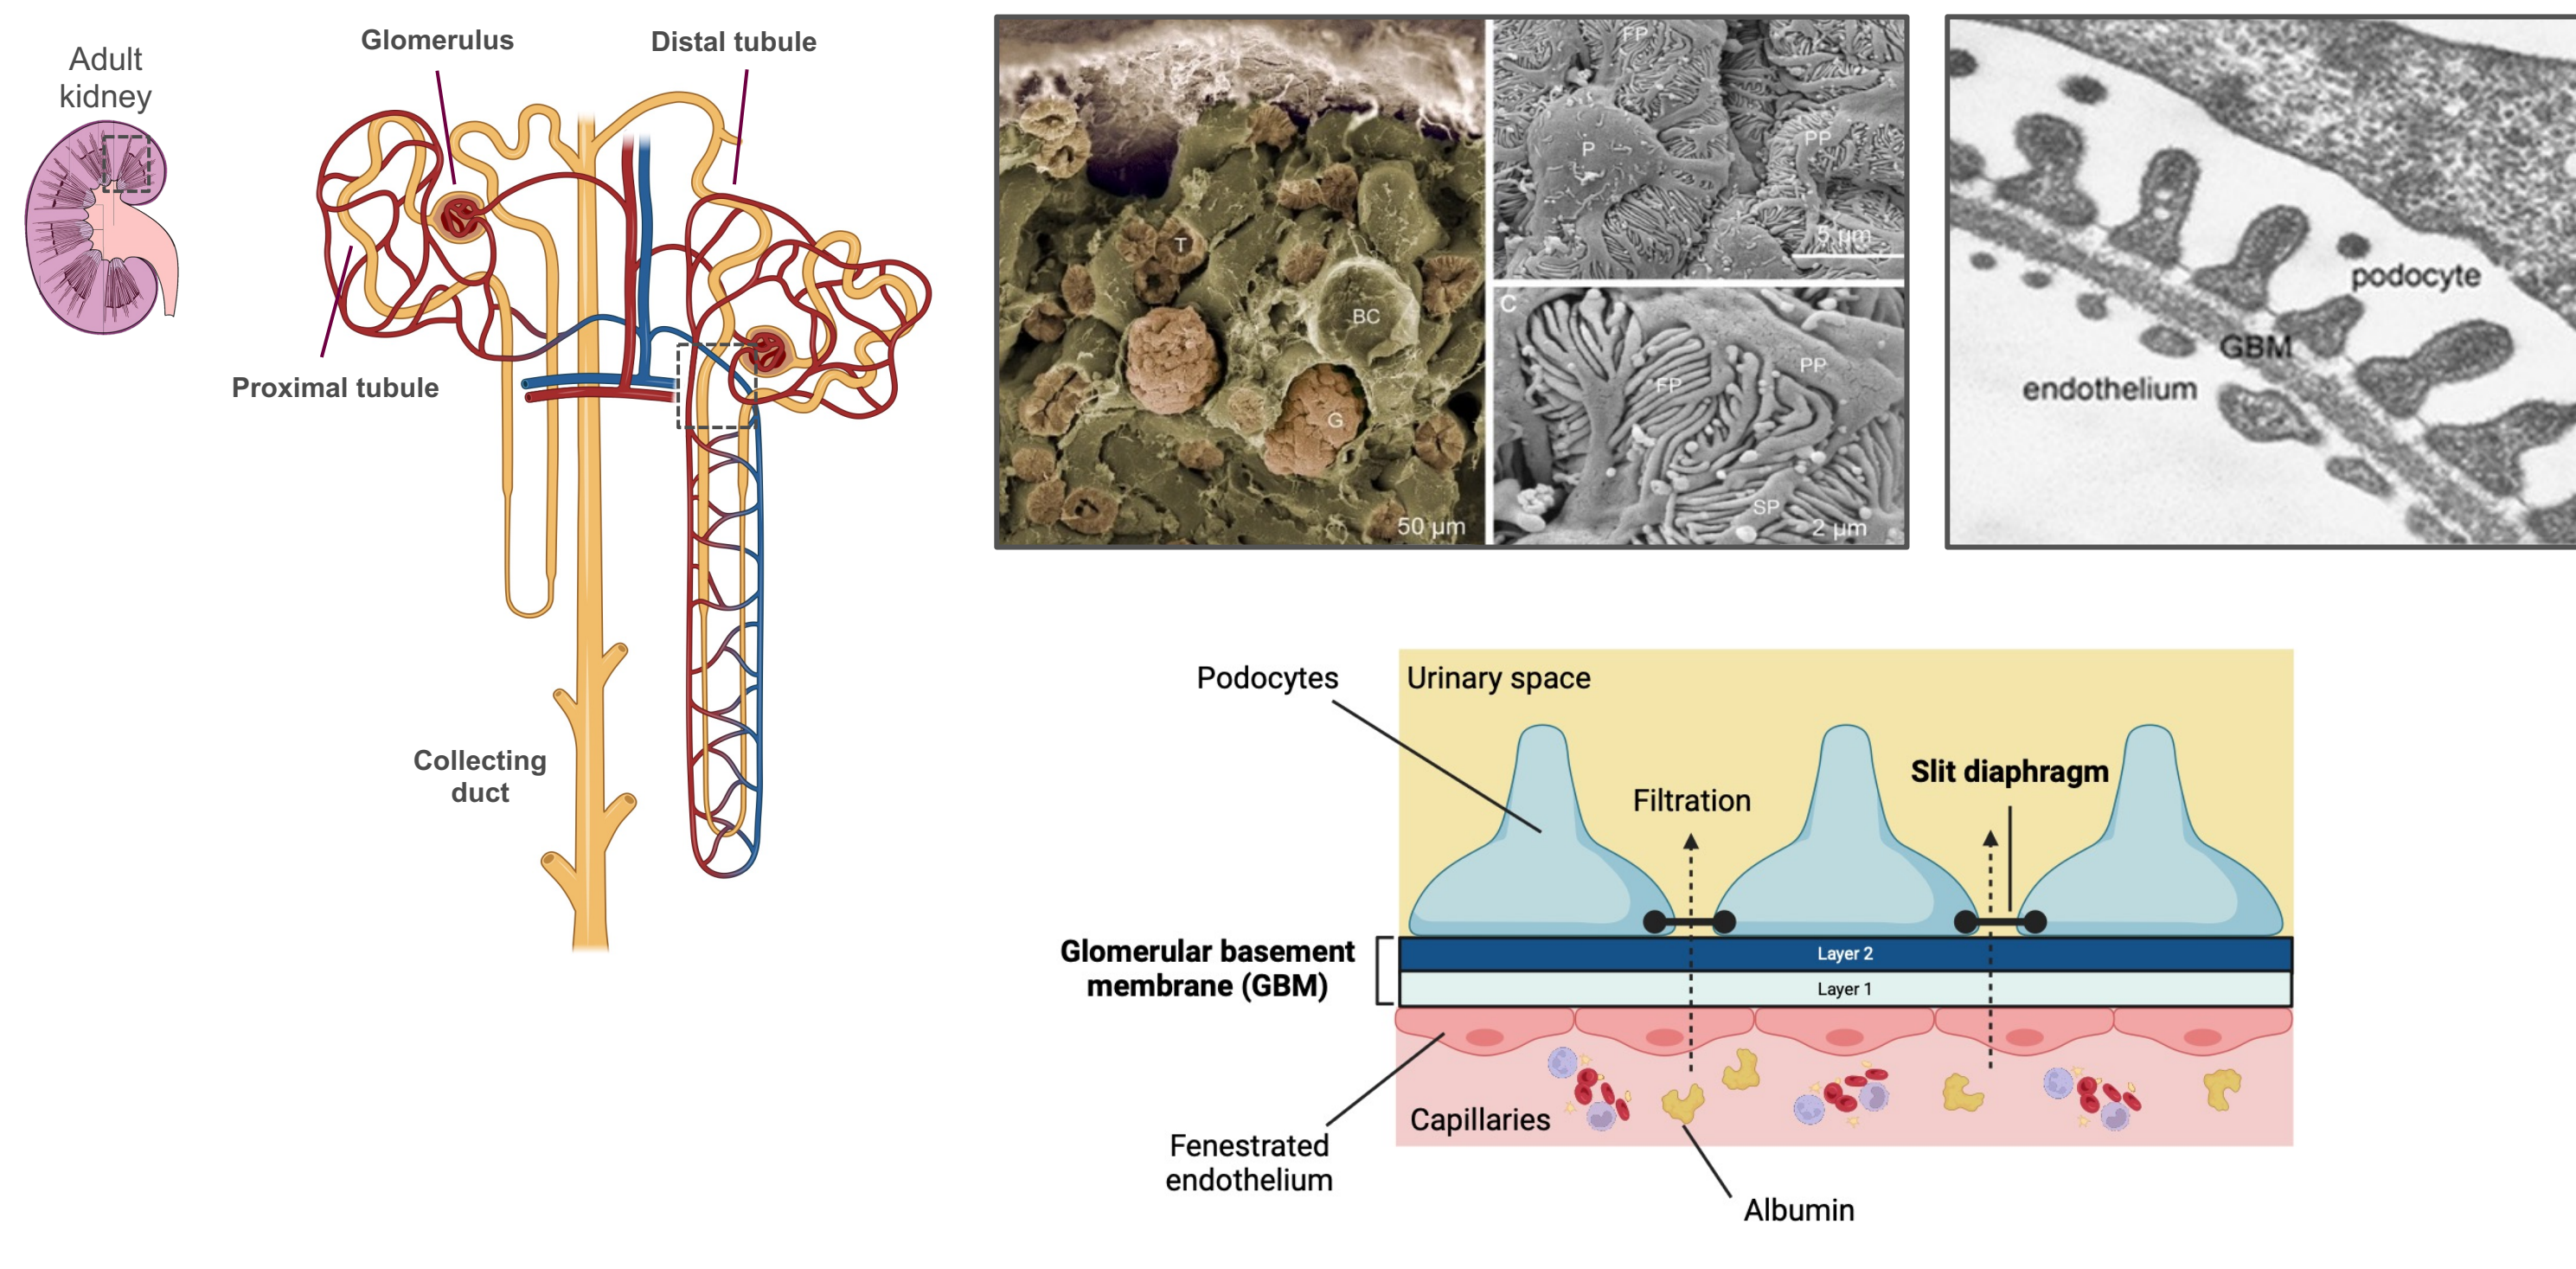 Adult
kidney
Glomerulus
Distal tubule
Proximal tubule
Collecting
duct
T
BC
G
50 µm
FP
P
PP
5 µm
C
FP
PP
SP
2 µm
podocyte
GBM
endothelium
Podocytes
Urinary space
Filtration
Slit diaphragm
Glomerular basement
membrane (GBM)
Layer 2
Layer 1
Capillaries
Fenestrated
endothelium
Albumin